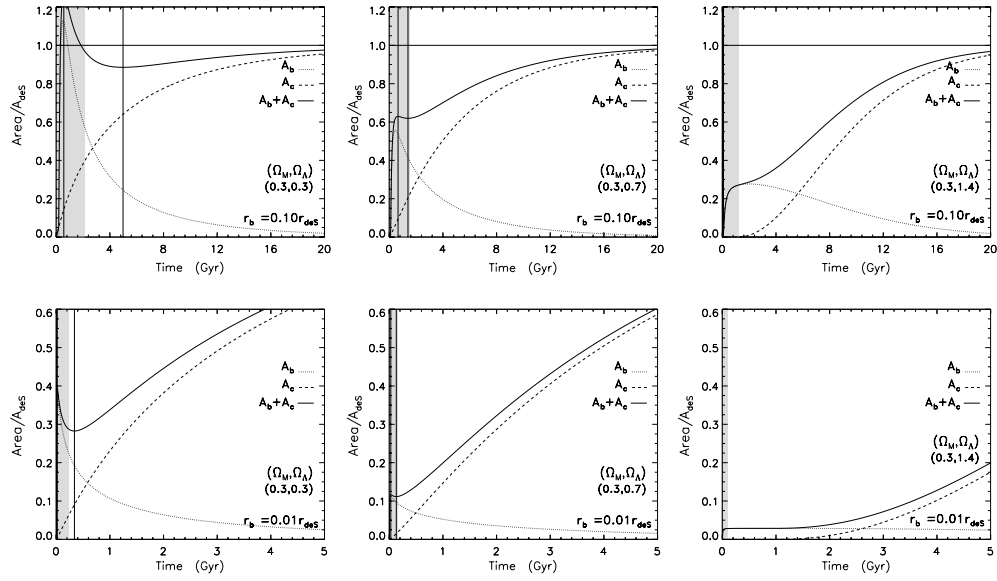 1.2
1.0
0.8
0.6
0.4
0.2
0.0
Area/A_deS
A_b
A_c
A_b+A_c
(Ω_M,Ω_Λ)
(0.3,0.3)
r_b =0.10r_deS
0 4 8 12 16 20
Time (Gyr)
1.2
1.0
0.8
0.6
0.4
0.2
0.0
Area/A_deS
A_b
A_c
A_b+A_c
(Ω_M,Ω_Λ)
(0.3,0.7)
r_b =0.10r_deS
0 4 8 12 16 20
Time (Gyr)
1.2
1.0
0.8
0.6
0.4
0.2
0.0
Area/A_deS
A_b
A_c
A_b+A_c
(Ω_M,Ω_Λ)
(0.3,1.4)
r_b =0.10r_deS
0 4 8 12 16 20
Time (Gyr)
0.6
0.5
0.4
0.3
0.2
0.1
0.0
Area/A_deS
A_b
A_c
A_b+A_c
(Ω_M,Ω_Λ)
(0.3,0.3)
r_b =0.01r_deS
0 1 2 3 4 5
Time (Gyr)
0.6
0.5
0.4
0.3
0.2
0.1
0.0
Area/A_deS
A_b
A_c
A_b+A_c
(Ω_M,Ω_Λ)
(0.3,0.7)
r_b =0.01r_deS
0 1 2 3 4 5
Time (Gyr)
0.6
0.5
0.4
0.3
0.2
0.1
0.0
Area/A_deS
A_b
A_c
A_b+A_c
(Ω_M,Ω_Λ)
(0.3,1.4)
r_b =0.01r_deS
0 1 2 3 4 5
Time (Gyr)